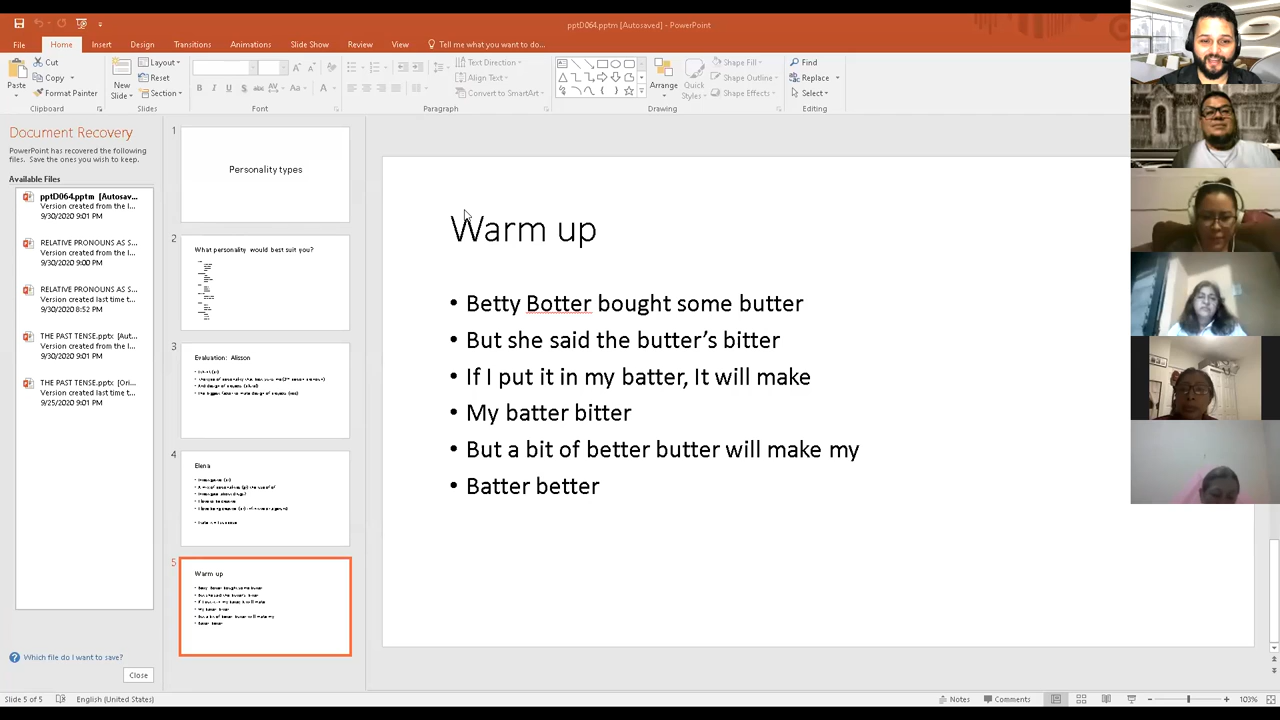 pptD064.pptm [Autosaved] - PowerPoint
File Home Insert Design Transitions Animations Slide Show Review View Tell me what you want to do...
Paste
Cut
Copy
Format Painter
Clipboard
New Slide
Layout
Reset
Section
Slides
Font
Text Direction
Align Text
Convert to SmartArt
Paragraph
Arrange
Quick Styles
Shape Fill
Shape Outline
Shape Effects
Drawing
Find
Replace
Select
Editing
Document Recovery
PowerPoint has recovered the following
files. Save the ones you wish to keep.
Available Files
pptD064.pptm [Autosav...
Version created from the l...
9/30/2020 9:01 PM
RELATIVE PRONOUNS AS S...
Version created from the l...
9/30/2020 9:00 PM
RELATIVE PRONOUNS AS S...
Version created last time t...
9/30/2020 8:52 PM
THE PAST TENSE.pptx [Aut...
Version created from the l...
9/30/2020 9:01 PM
THE PAST TENSE.pptx [Ori...
Version created last time t...
9/25/2020 9:01 PM
Which file do I want to save?
Close
1
Personality types
2
What personality would best suit you?
3
Evaluation: Alisson
4
Elena
5
Warm up
Warm up
• Betty Botter bought some butter
• But she said the butter’s bitter
• If I put it in my batter, It will make
• My batter bitter
• But a bit of better butter will make my
• Batter better
Slide 5 of 5 English (United States) Notes Comments 103%